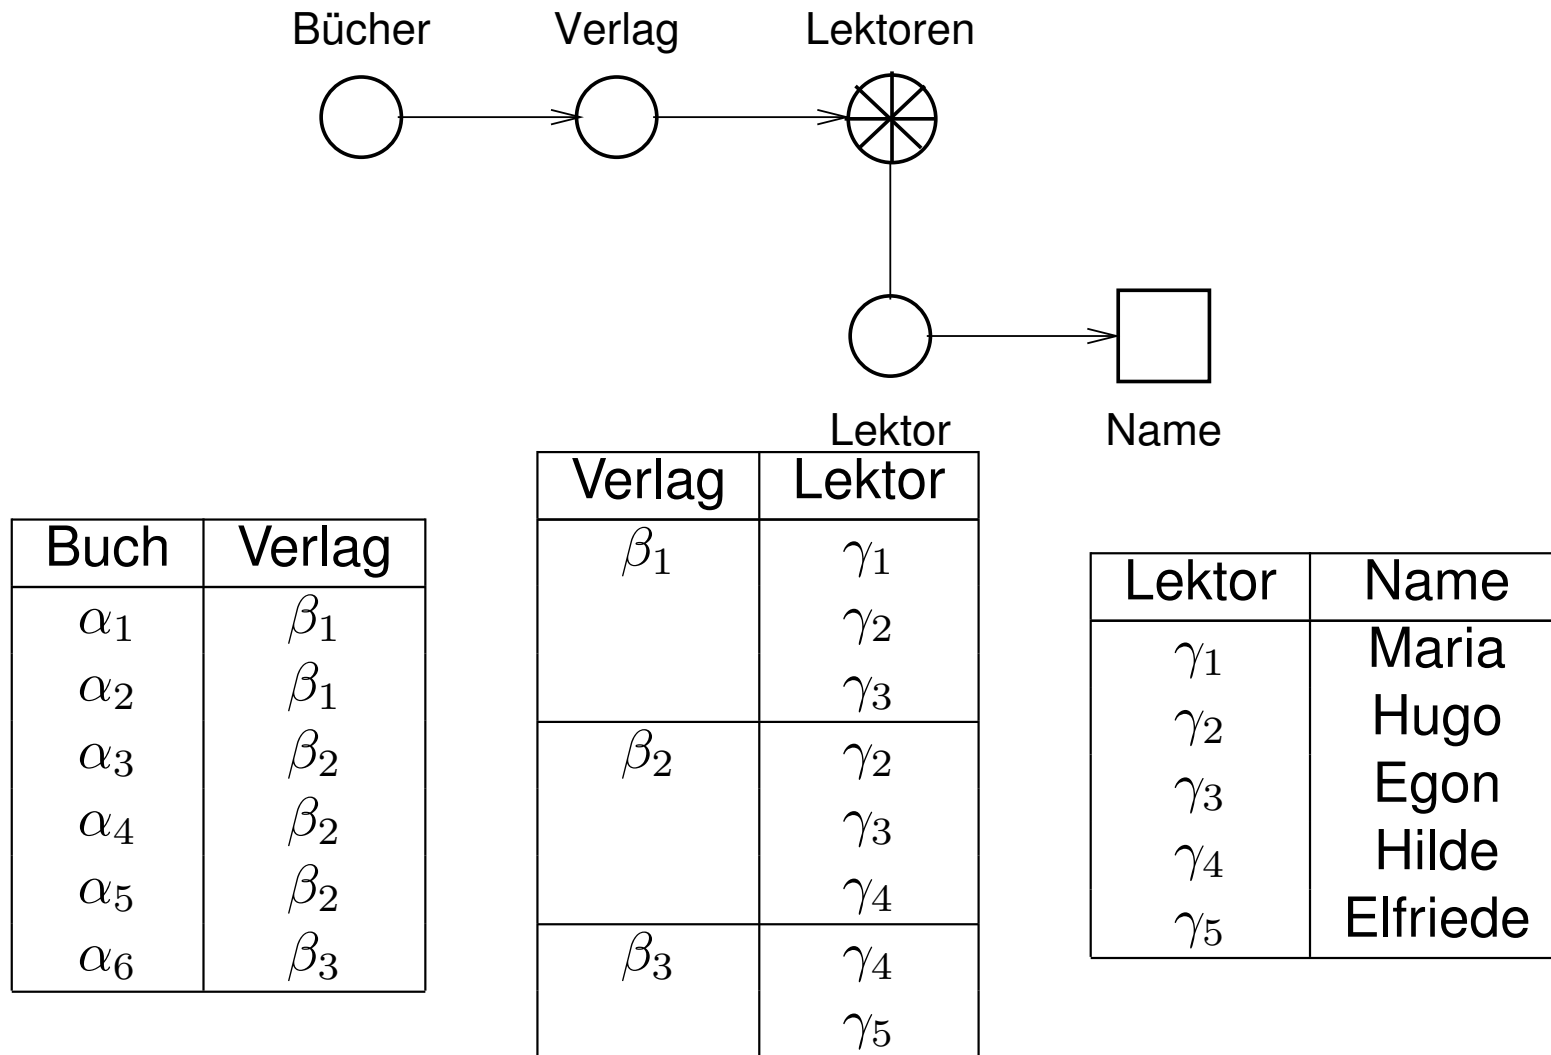 Bücher Verlag Lektoren
Lektor Name
Buch Verlag
α1 β1
α2 β1
α3 β2
α4 β2
α5 β2
α6 β3
Verlag Lektor
β1 γ1
γ2
γ3
β2 γ2
γ3
γ4
β3 γ4
γ5
Lektor Name
γ1 Maria
γ2 Hugo
γ3 Egon
γ4 Hilde
γ5 Elfriede